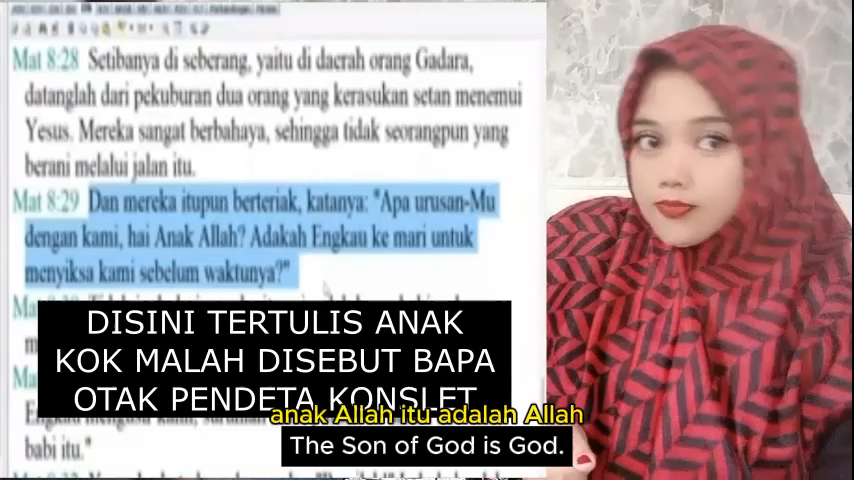 Mat 8:28 Setibanya di seberang, yaitu di daerah orang Gadara,
datanglah dari pekuburan dua orang yang kerasukan setan menemui
Yesus. Mereka sangat berbahaya, sehingga tidak seorangpun yang
berani melalui jalan itu.
Mat 8:29 Dan mereka itupun berteriak, katanya: "Apa urusan-Mu
dengan kami, hai Anak Allah? Adakah Engkau ke mari untuk
menyiksa kami sebelum waktunya?"
DISINI TERTULIS ANAK
KOK MALAH DISEBUT BAPA
OTAK PENDETA KONSLET
anak Allah itu adalah Allah
The Son of God is God.
babi itu."